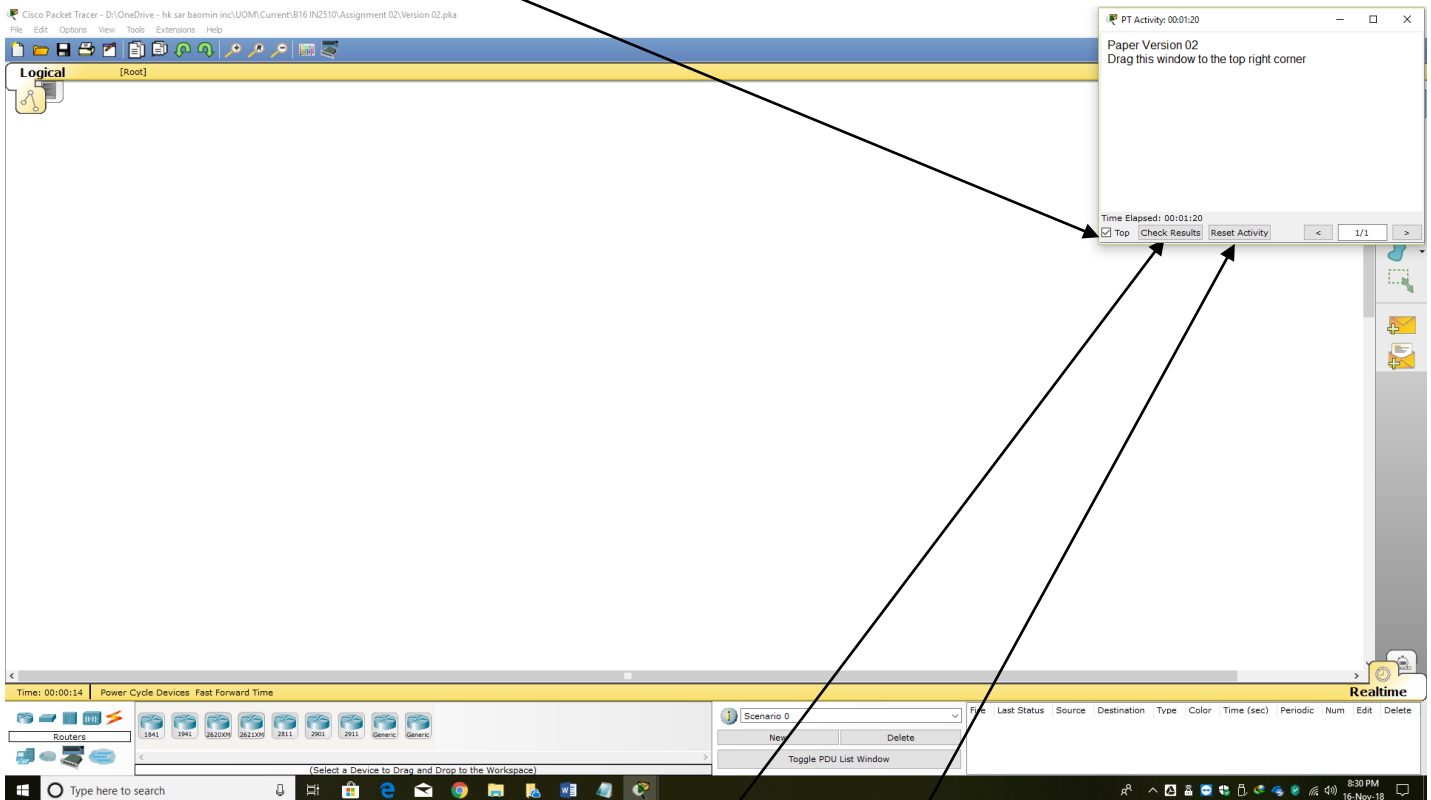 Cisco Packet Tracer - D:\OneDrive - hk sar baomin inc\UOM\Current\B16 IN2510\Assignment 02\Version 02.pka
File Edit Options View Tools Extensions Help
Logical [Root]
PT Activity: 00:01:20
Paper Version 02
Drag this window to the top right corner
Time Elapsed: 00:01:20
Top Check Results Reset Activity < 1/1 >
Time: 00:00:14 Power Cycle Devices Fast Forward Time Realtime
Routers
1841 1941 2620XM 2621XM 2811 2901 2911 Generic Generic
(Select a Device to Drag and Drop to the Workspace)
Scenario 0
New Delete
Toggle PDU List Window
Fire Last Status Source Destination Type Color Time (sec) Periodic Num Edit Delete
Type here to search
8:30 PM
16-Nov-18